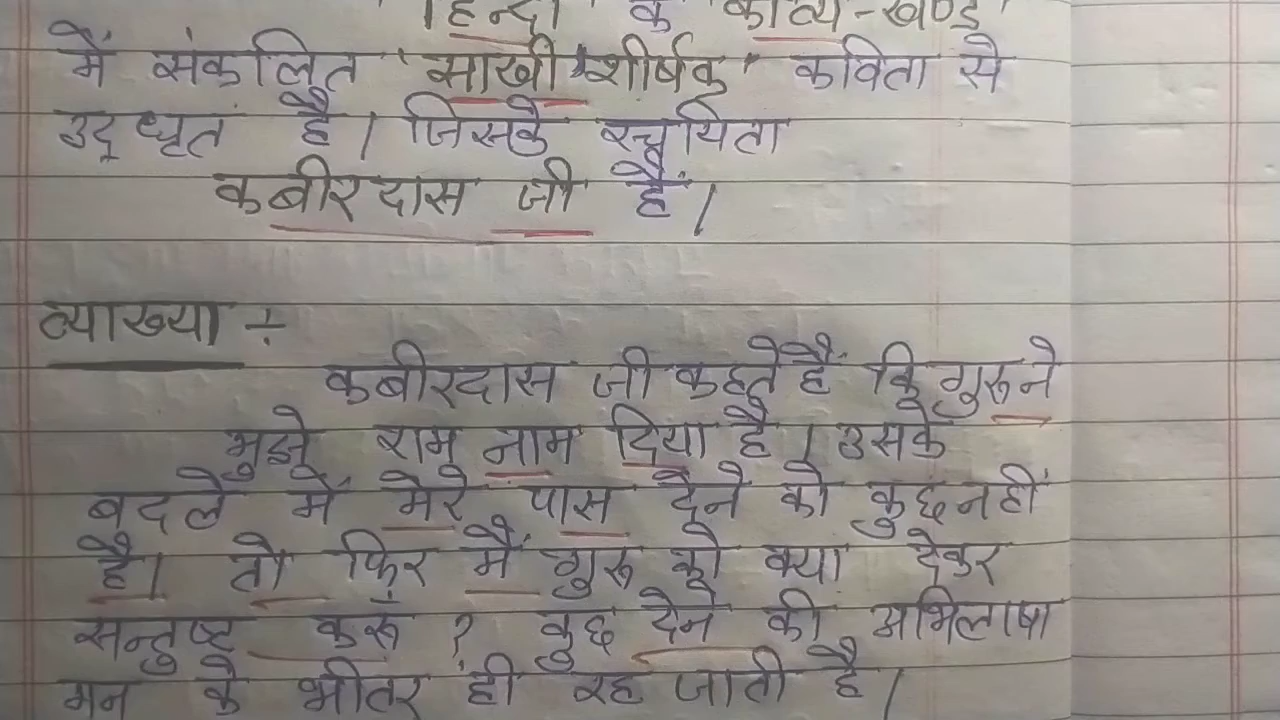 हिन्दी के काव्य-खण्ड
में संकलित 'साखी' शीर्षक' कविता से
उद्धृत है। जिसके रचयिता
कबीरदास जी हैं।
व्याख्या ÷
कबीरदास जी कहते हैं कि गुरू ने
मुझे राम नाम दिया है। उसके
बदले में मेरे पास देने को कुछ नहीं
है। तो फिर मैं गुरू को क्या देकर
सन्तुष्ट करूँ ? कुछ देने की अभिलाषा
मन के भीतर ही रह जाती है।